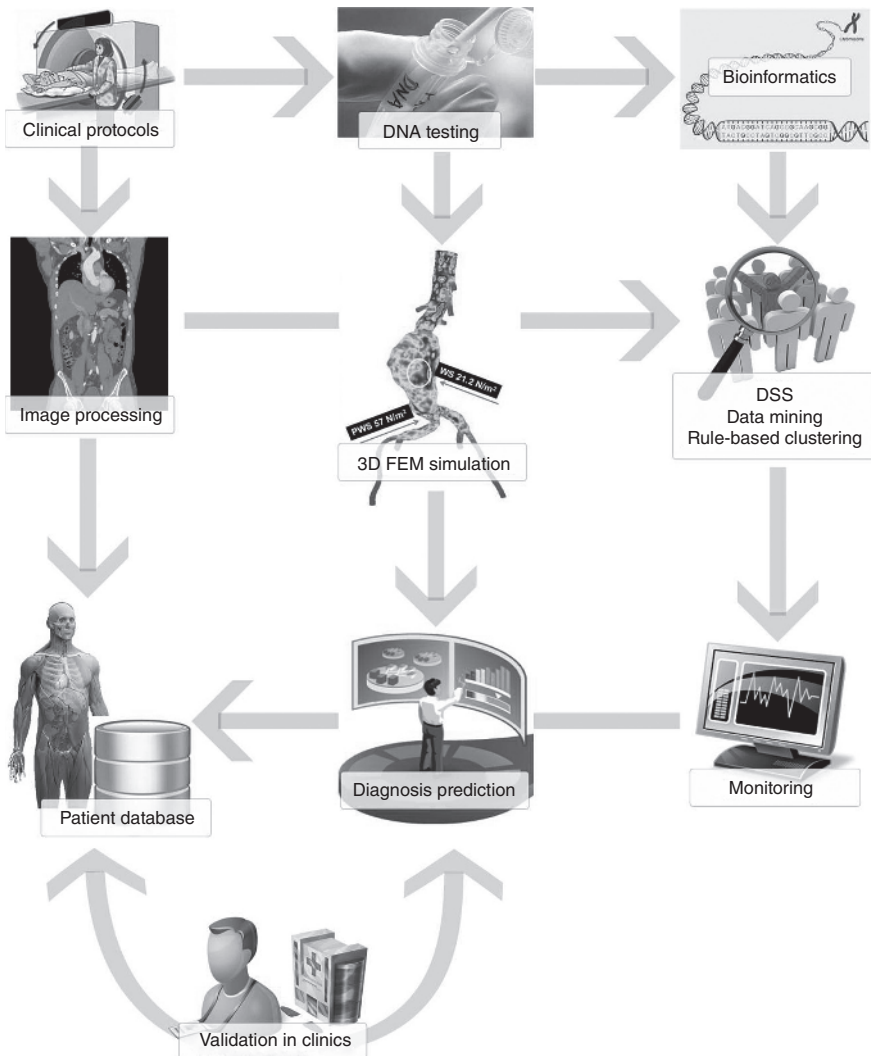 Clinical protocols
DNA
DNA testing
Bioinformatics
Image processing
WS 21.2 N/m²
PWS 57 N/m²
3D FEM simulation
DSS
Data mining
Rule-based clustering
Patient database
Diagnosis prediction
Monitoring
Validation in clinics